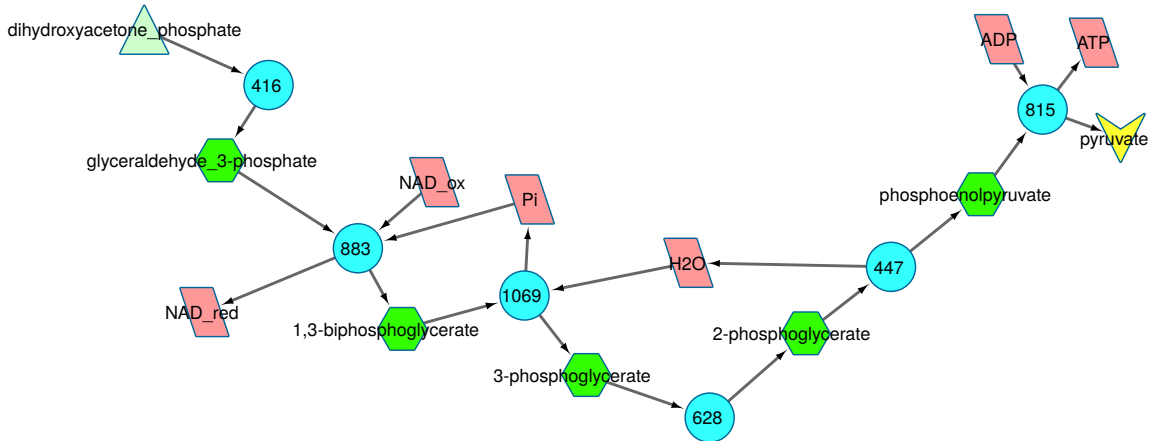 dihydroxyacetone_phosphate
416
glyceraldehyde_3-phosphate
NAD_ox
Pi
883
NAD_red
1,3-biphosphoglycerate
1069
H2O
3-phosphoglycerate
628
2-phosphoglycerate
447
phosphoenolpyruvate
ADP
ATP
815
pyruvate